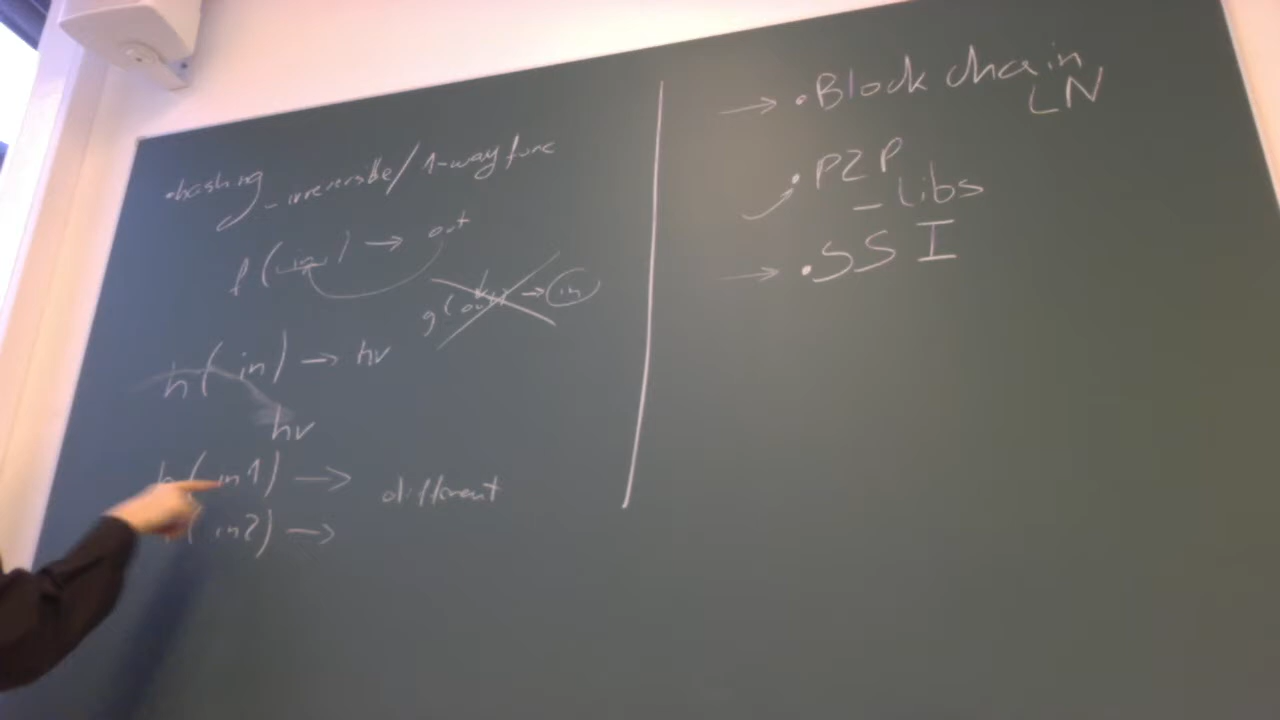 •hashing
- irreversible/1-way func
f(in) → out
g(out) → in
h(in) → hv
hv
h(in1) →
(in2) →
different
→ •Blockchain
LN
•P2P
- libs
→ •SSI